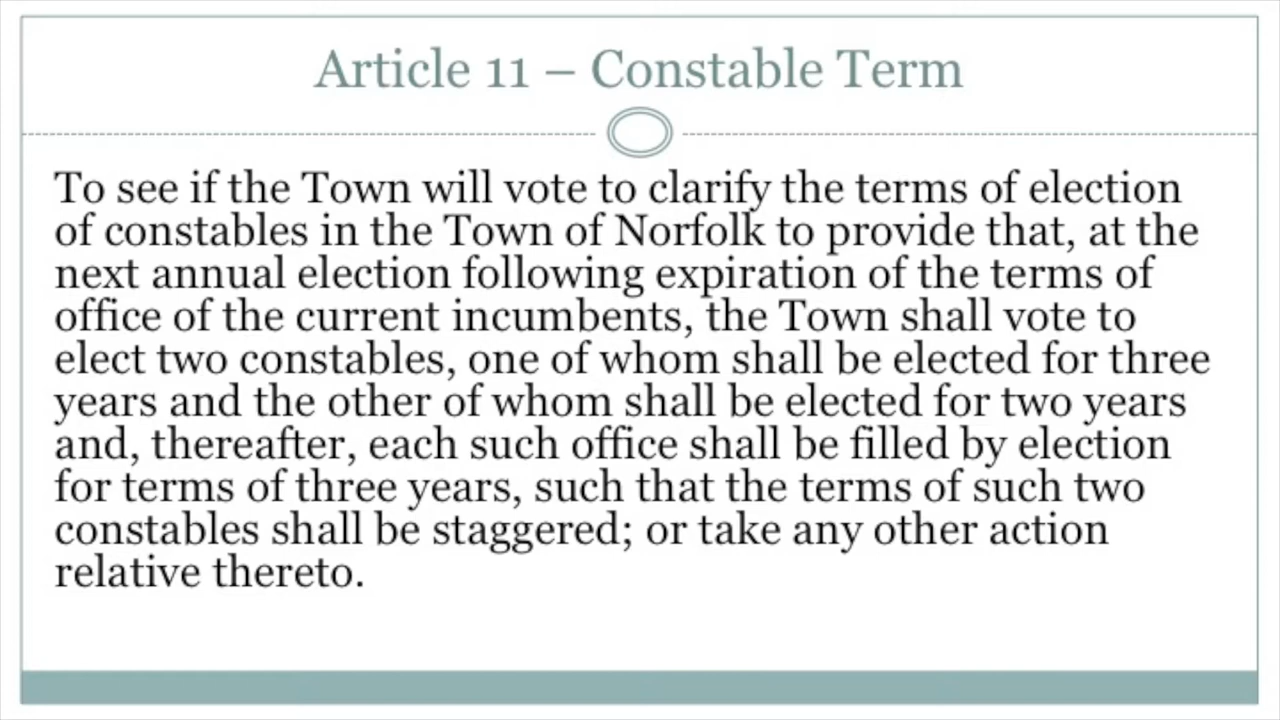 Article 11 – Constable Term
To see if the Town will vote to clarify the terms of election
of constables in the Town of Norfolk to provide that, at the
next annual election following expiration of the terms of
office of the current incumbents, the Town shall vote to
elect two constables, one of whom shall be elected for three
years and the other of whom shall be elected for two years
and, thereafter, each such office shall be filled by election
for terms of three years, such that the terms of such two
constables shall be staggered; or take any other action
relative thereto.